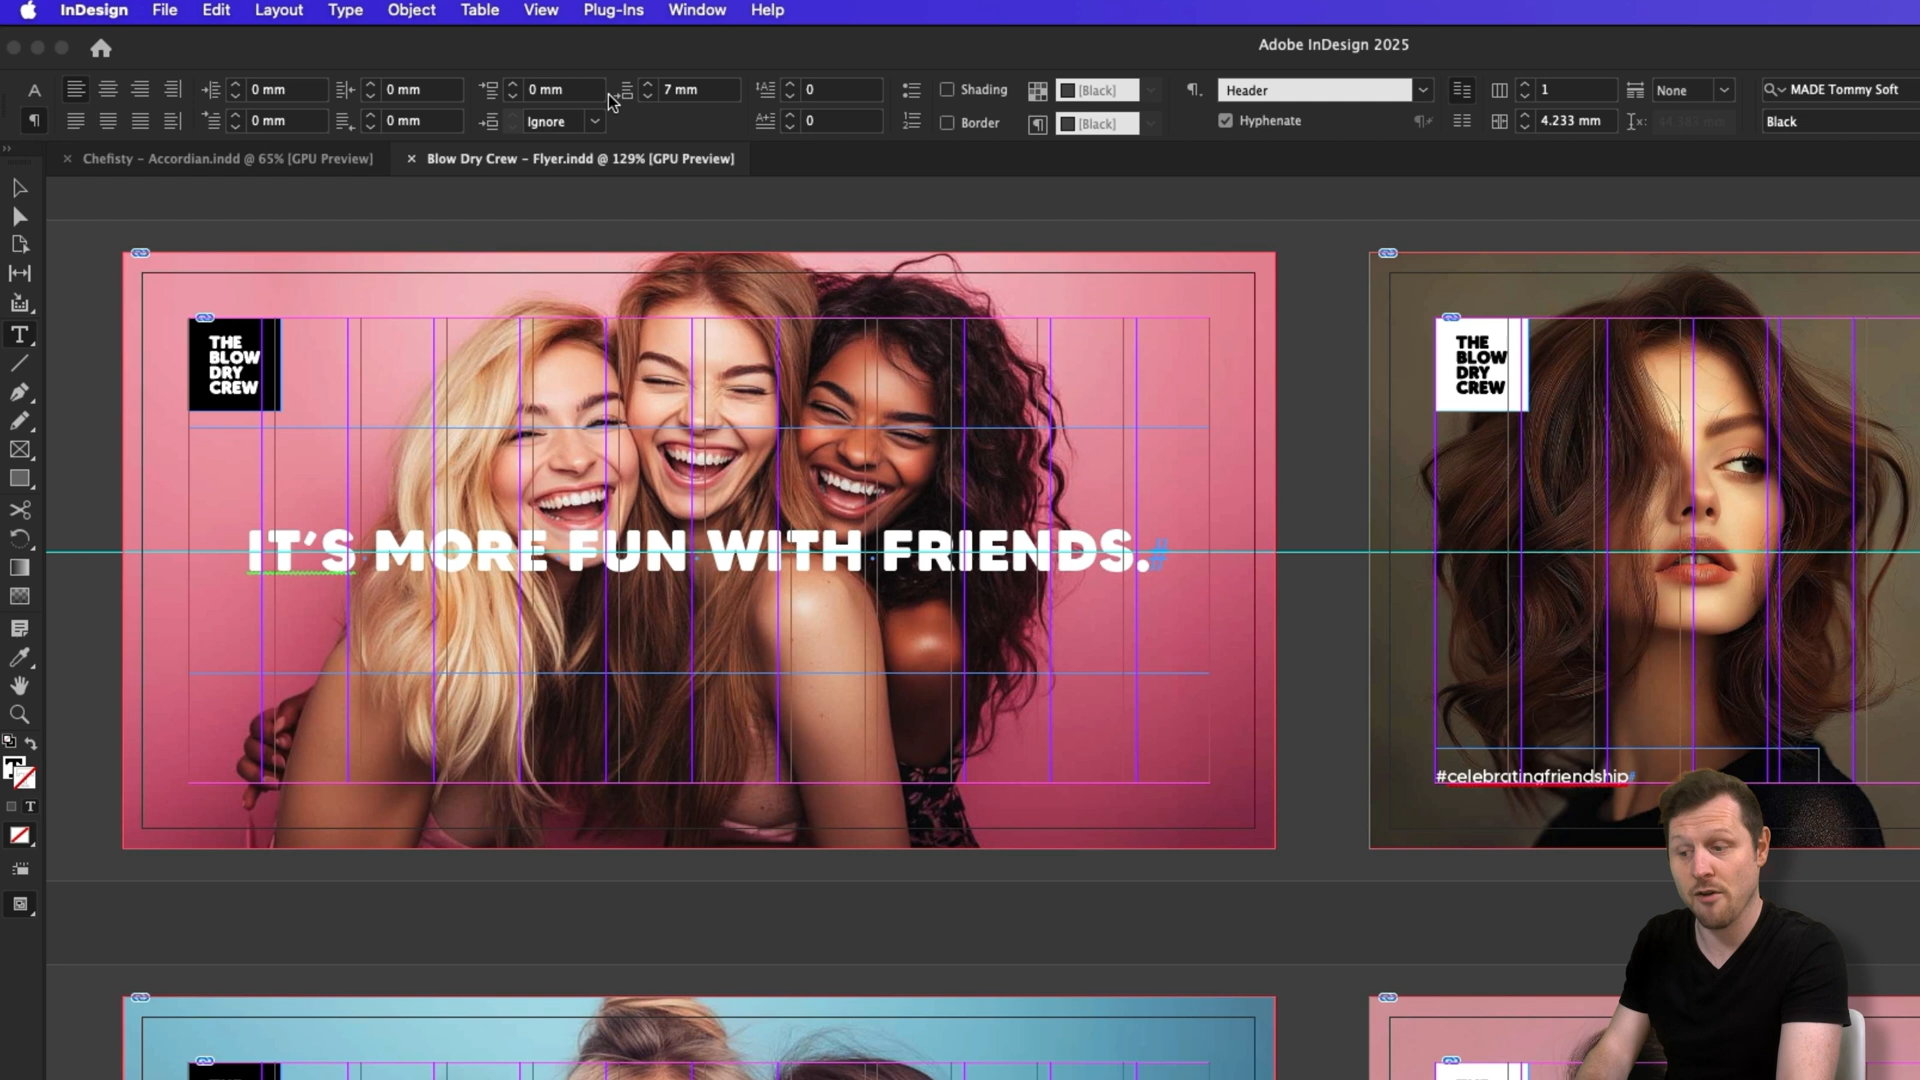 InDesign File Edit Layout Type Object Table View Plug-Ins Window Help
Adobe InDesign 2025
A 0 mm 0 mm 0 mm 7 mm 0 Shading [Black] Header 1 None MADE Tommy Soft
0 mm 0 mm Ignore 0 Border [Black] Hyphenate 4.233 mm Black
× Chefisty – Accordian.indd @ 65% [GPU Preview] × Blow Dry Crew – Flyer.indd @ 129% [GPU Preview]
THE
BLOW
DRY
CREW
THE
BLOW
DRY
CREW
IT’S MORE FUN WITH FRIENDS.#
#celebratingfriendship#